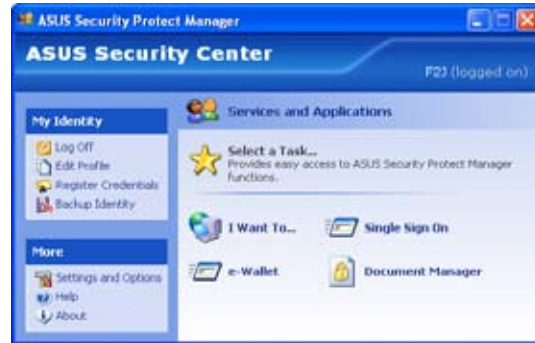 ASUS Security Protect Manager
ASUS Security Center
F2J (logged on)
My Identity
Log Off
Edit Profile
Register Credentials
Backup Identity
More
Settings and Options
Help
About
Services and Applications
Select a Task...
Provides easy access to ASUS Security Protect Manager
functions.
I Want To...
Single Sign On
e-Wallet
Document Manager